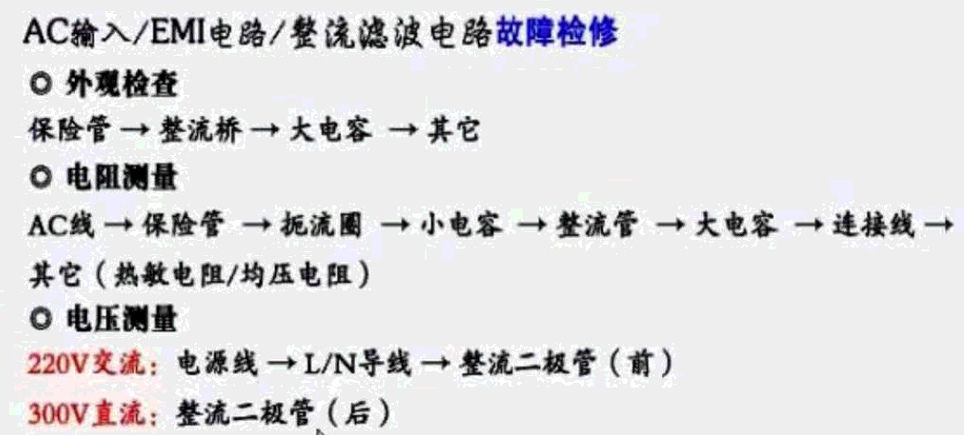 AC输入/EMI电路/整流滤波电路故障检修
◎ 外观检查
保险管 → 整流桥 → 大电容 → 其它
◎ 电阻测量
AC线 → 保险管 → 扼流圈 → 小电容 → 整流管 → 大电容 → 连接线 →
其它（热敏电阻/均压电阻）
◎ 电压测量
220V交流：电源线 → L/N导线 → 整流二极管（前）
300V直流：整流二极管（后）